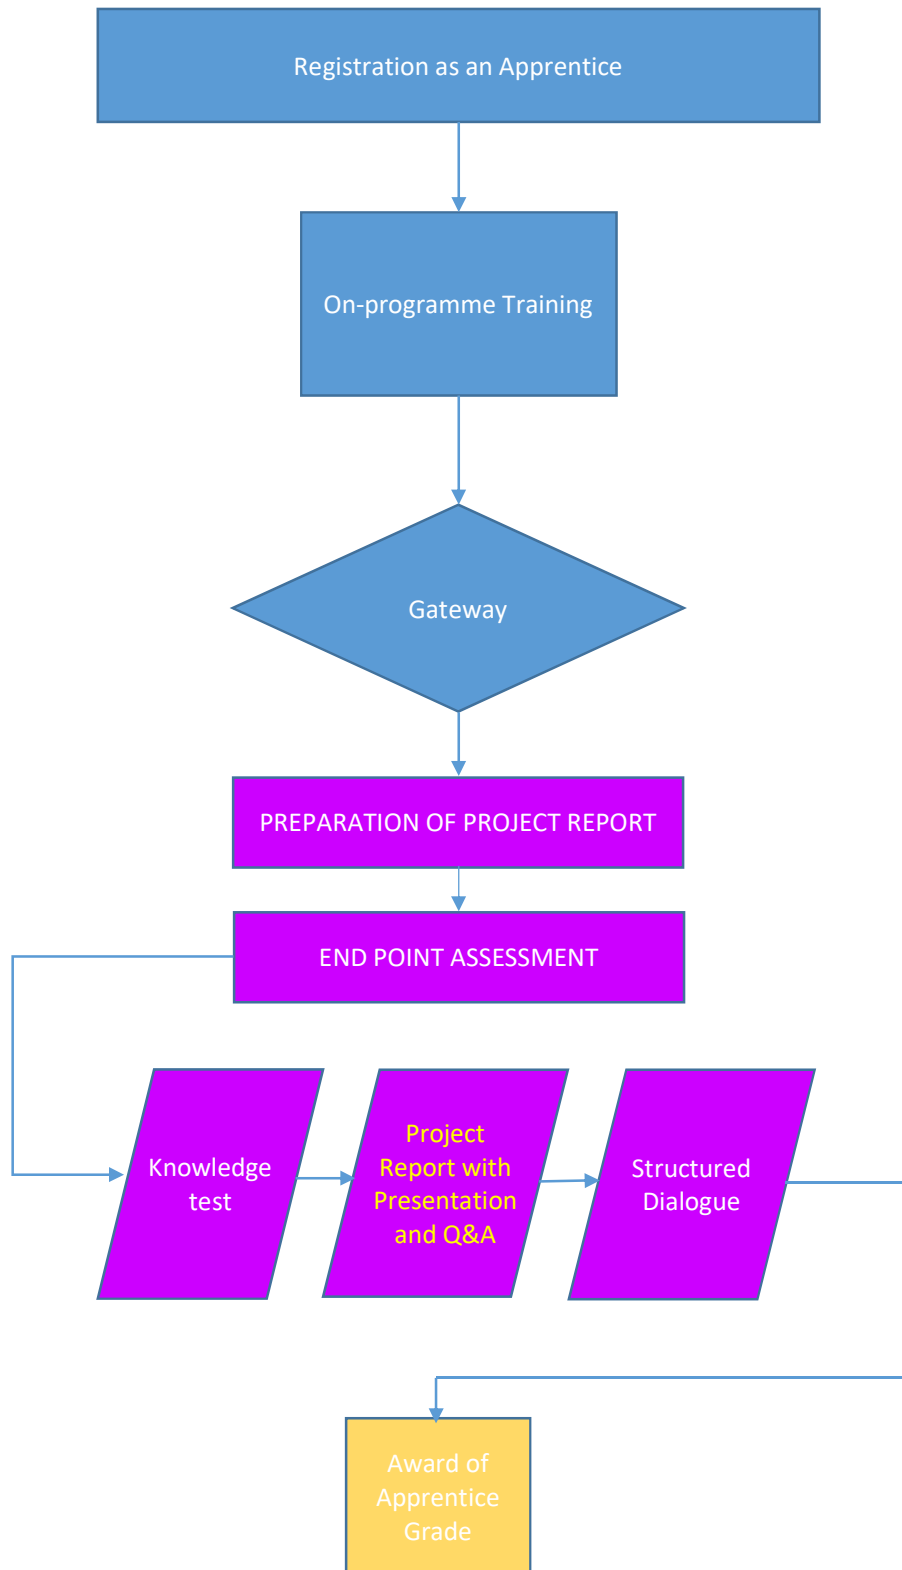 Registration as an Apprentice
On-programme Training
Gateway
PREPARATION OF PROJECT REPORT
END POINT ASSESSMENT
Knowledge
test
Project
Report with
Presentation
and Q&A
Structured
Dialogue
Award of
Apprentice
Grade